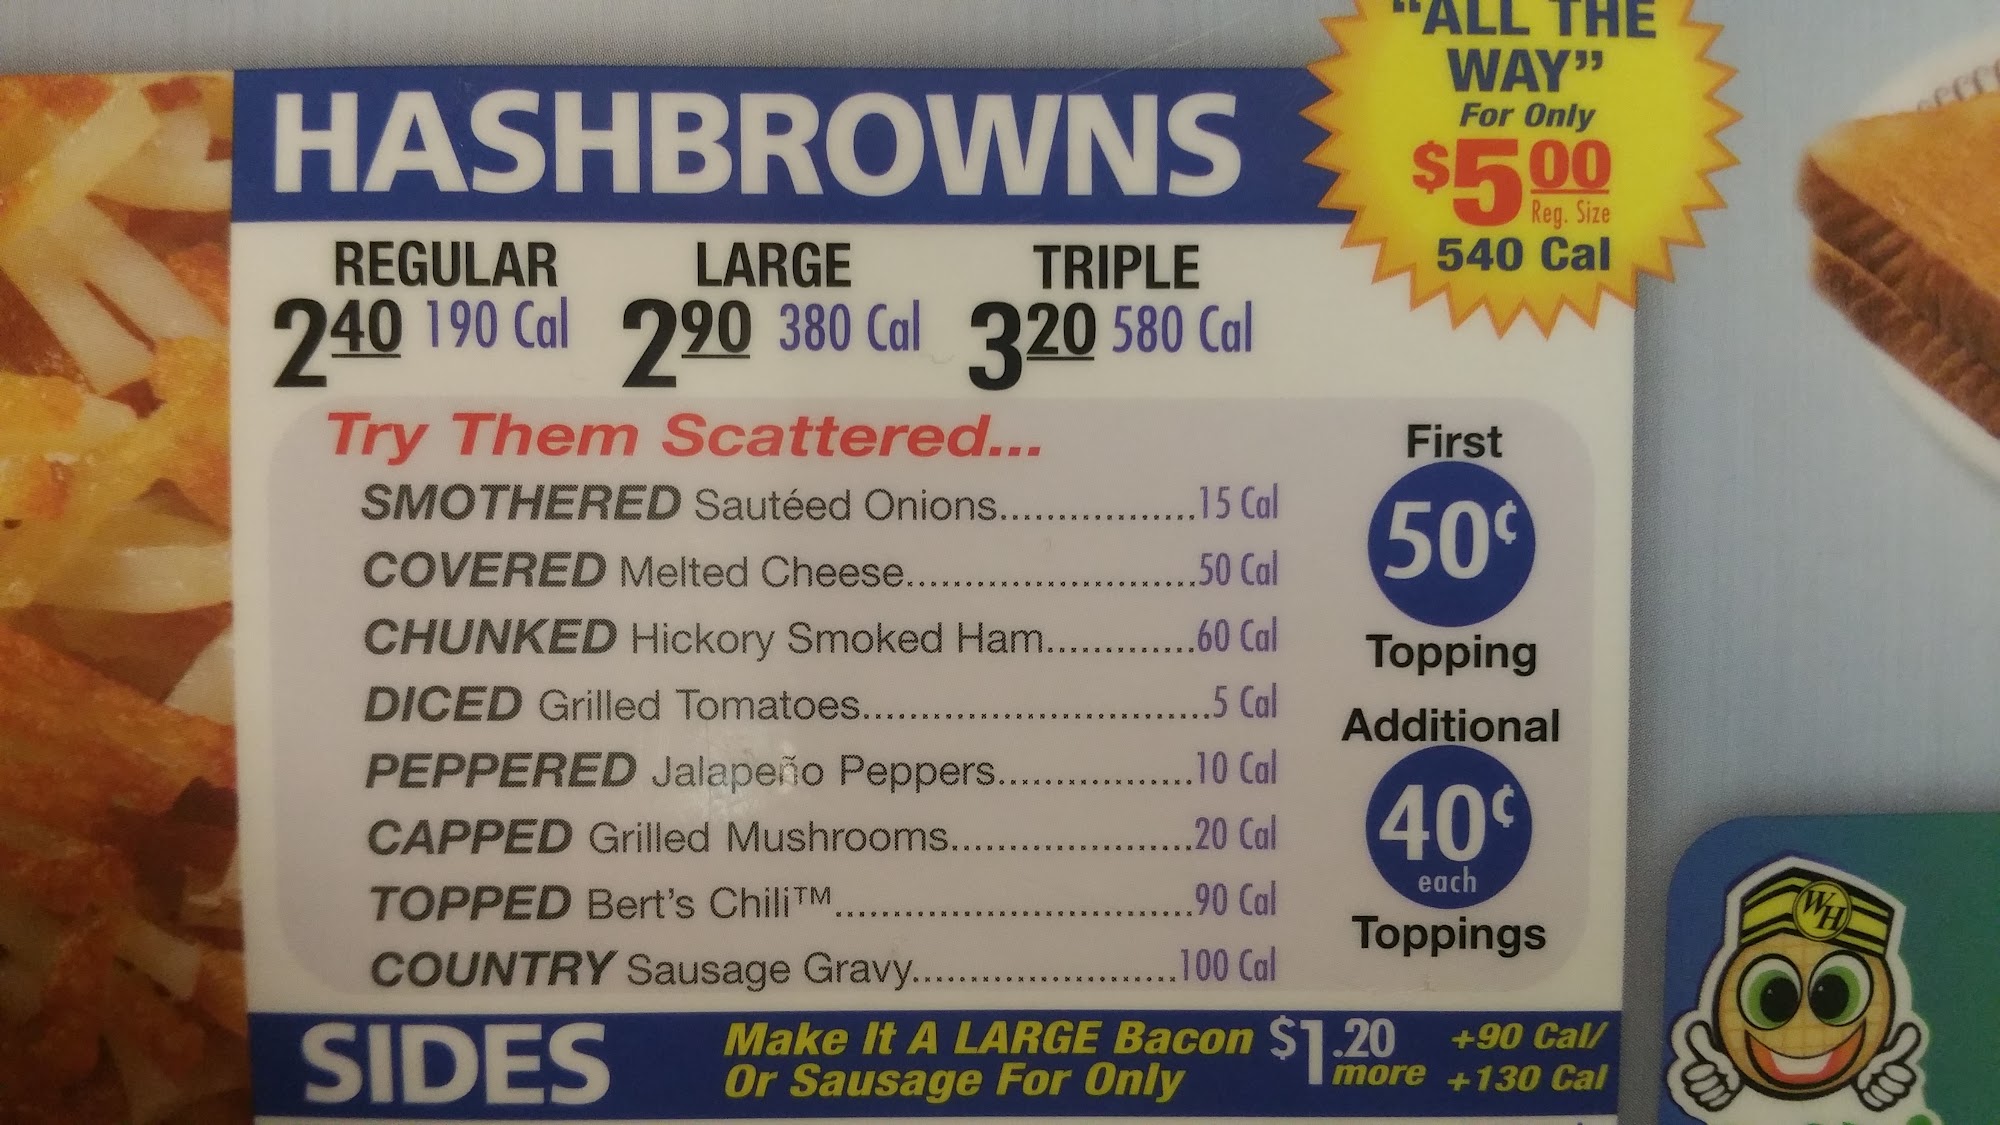 "ALL THE
WAY"
For Only
$5.00
Reg. Size
540 Cal
HASHBROWNS
REGULAR
2.40 190 Cal
LARGE
2.90 380 Cal
TRIPLE
3.20 580 Cal
Try Them Scattered...
SMOTHERED Sautéed Onions.................15 Cal
COVERED Melted Cheese........................50 Cal
CHUNKED Hickory Smoked Ham.............60 Cal
DICED Grilled Tomatoes.............................5 Cal
PEPPERED Jalapeño Peppers................10 Cal
CAPPED Grilled Mushrooms....................20 Cal
TOPPED Bert's Chili™..............................90 Cal
COUNTRY Sausage Gravy......................100 Cal
First
50¢
Topping
Additional
40¢
each
Toppings
SIDES
Make It A LARGE Bacon
Or Sausage For Only
$1.20
more
+90 Cal/
+130 Cal
WH